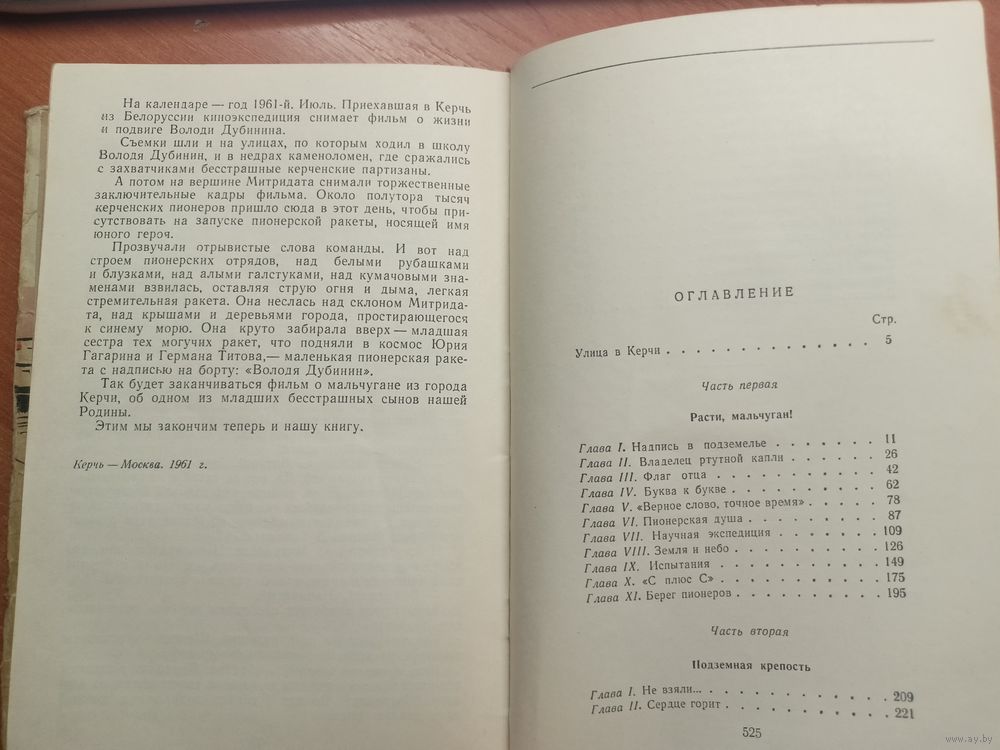 На календаре — год 1961-й. Июль. Приехавшая в Керчь
из Белоруссии киноэкспедиция снимает фильм о жизни
и подвиге Володи Дубинина.
Съемки шли и на улицах, по которым ходил в школу
Володя Дубинин, и в недрах каменоломен, где сражались
с захватчиками бесстрашные керченские партизаны.
А потом на вершине Митридата снимали торжественные
заключительные кадры фильма. Около полутора тысяч
керченских пионеров пришло сюда в этот день, чтобы при-
сутствовать на запуске пионерской ракеты, носящей имя
юного героя.
Прозвучали отрывистые слова команды. И вот над
строем пионерских отрядов, над белыми рубашками
и блузками, над алыми галстуками, над кумачовыми зна-
менами взвилась, оставляя струю огня и дыма, легкая
стремительная ракета. Она неслась над склоном Митрида-
та, над крышами и деревьями города, простирающегося
к синему морю. Она круто забирала вверх — младшая
сестра тех могучих ракет, что подняли в космос Юрия
Гагарина и Германа Титова,— маленькая пионерская раке-
та с надписью на борту: «Володя Дубинин».
Так будет заканчиваться фильм о мальчугане из города
Керчи, об одном из младших бесстрашных сынов нашей
Родины.
Этим мы закончим теперь и нашу книгу.
Керчь — Москва. 1961 г.
ОГЛАВЛЕНИЕ
Стр.
Улица в Керчи . . . . . . . . . . . . . . 5
Часть первая
Расти, мальчуган!
Глава I. Надпись в подземелье . . . . . . . 11
Глава II. Владелец ртутной капли . . . . . . 26
Глава III. Флаг отца . . . . . . . . . . 42
Глава IV. Буква к букве . . . . . . . . . 62
Глава V. «Верное слово, точное время» . . . . . 78
Глава VI. Пионерская душа . . . . . . . . 87
Глава VII. Научная экспедиция . . . . . . . 109
Глава VIII. Земля и небо . . . . . . . . . 126
Глава IX. Испытания . . . . . . . . . . 149
Глава X. «С плюс С» . . . . . . . . . . 175
Глава XI. Берег пионеров . . . . . . . . . 195
Часть вторая
Подземная крепость
Глава I. Не взяли... . . . . . . . . . . . 209
Глава II. Сердце горит . . . . . . . . . . 221
525
www.ay.by